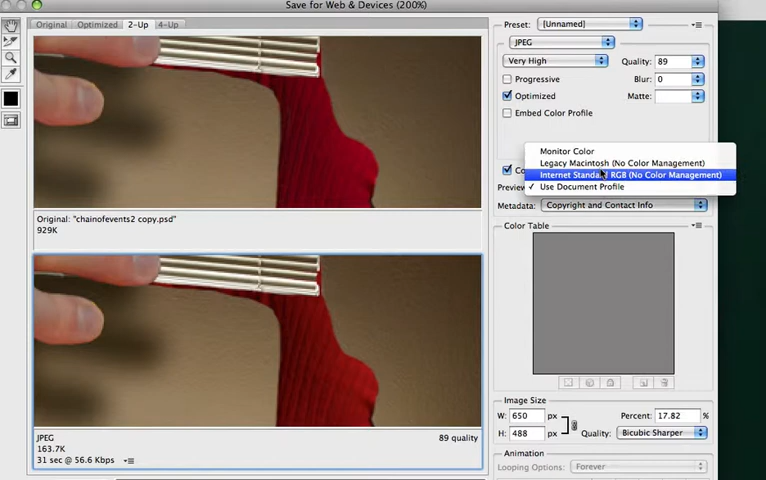 Save for Web & Devices (200%)
Original Optimized 2-Up 4-Up
Preset: [Unnamed]
JPEG
Very High Quality: 89
Progressive Blur: 0
Optimized Matte:
Embed Color Profile
Monitor Color
Legacy Macintosh (No Color Management)
Internet Standard RGB (No Color Management)
✓ Use Document Profile
Metadata: Copyright and Contact Info
Original: "chainofevents2 copy.psd"
929K
Color Table
JPEG 89 quality
163.7K
31 sec @ 56.6 Kbps
Image Size
W: 650 px Percent: 17.82 %
H: 488 px Quality: Bicubic Sharper
Animation
Looping Options: Forever